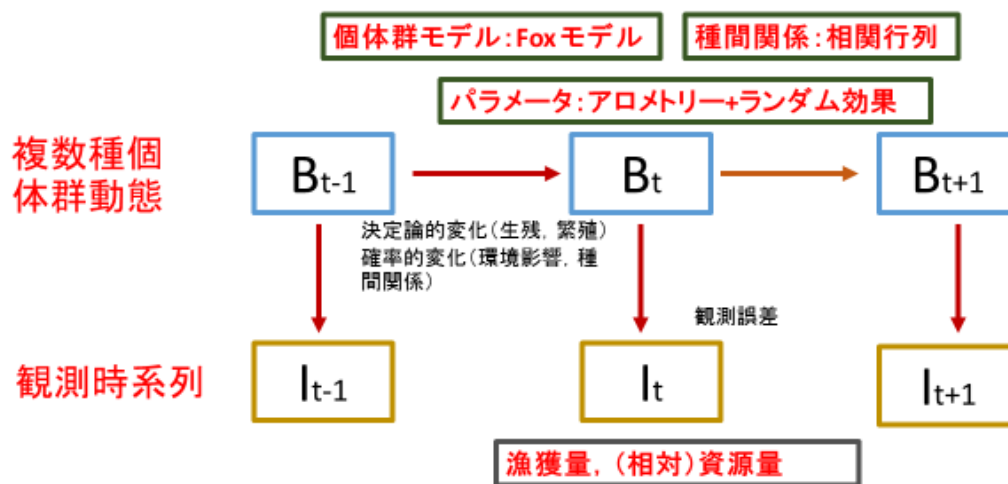 個体群モデル:Foxモデル
種間関係:相関行列
パラメータ:アロメトリー+ランダム効果
複数種個
体群動態
Bt-1
Bt
Bt+1
決定論的変化(生残, 繁殖)
確率的変化(環境影響, 種
間関係)
観測誤差
観測時系列
It-1
It
It+1
漁獲量, (相対)資源量